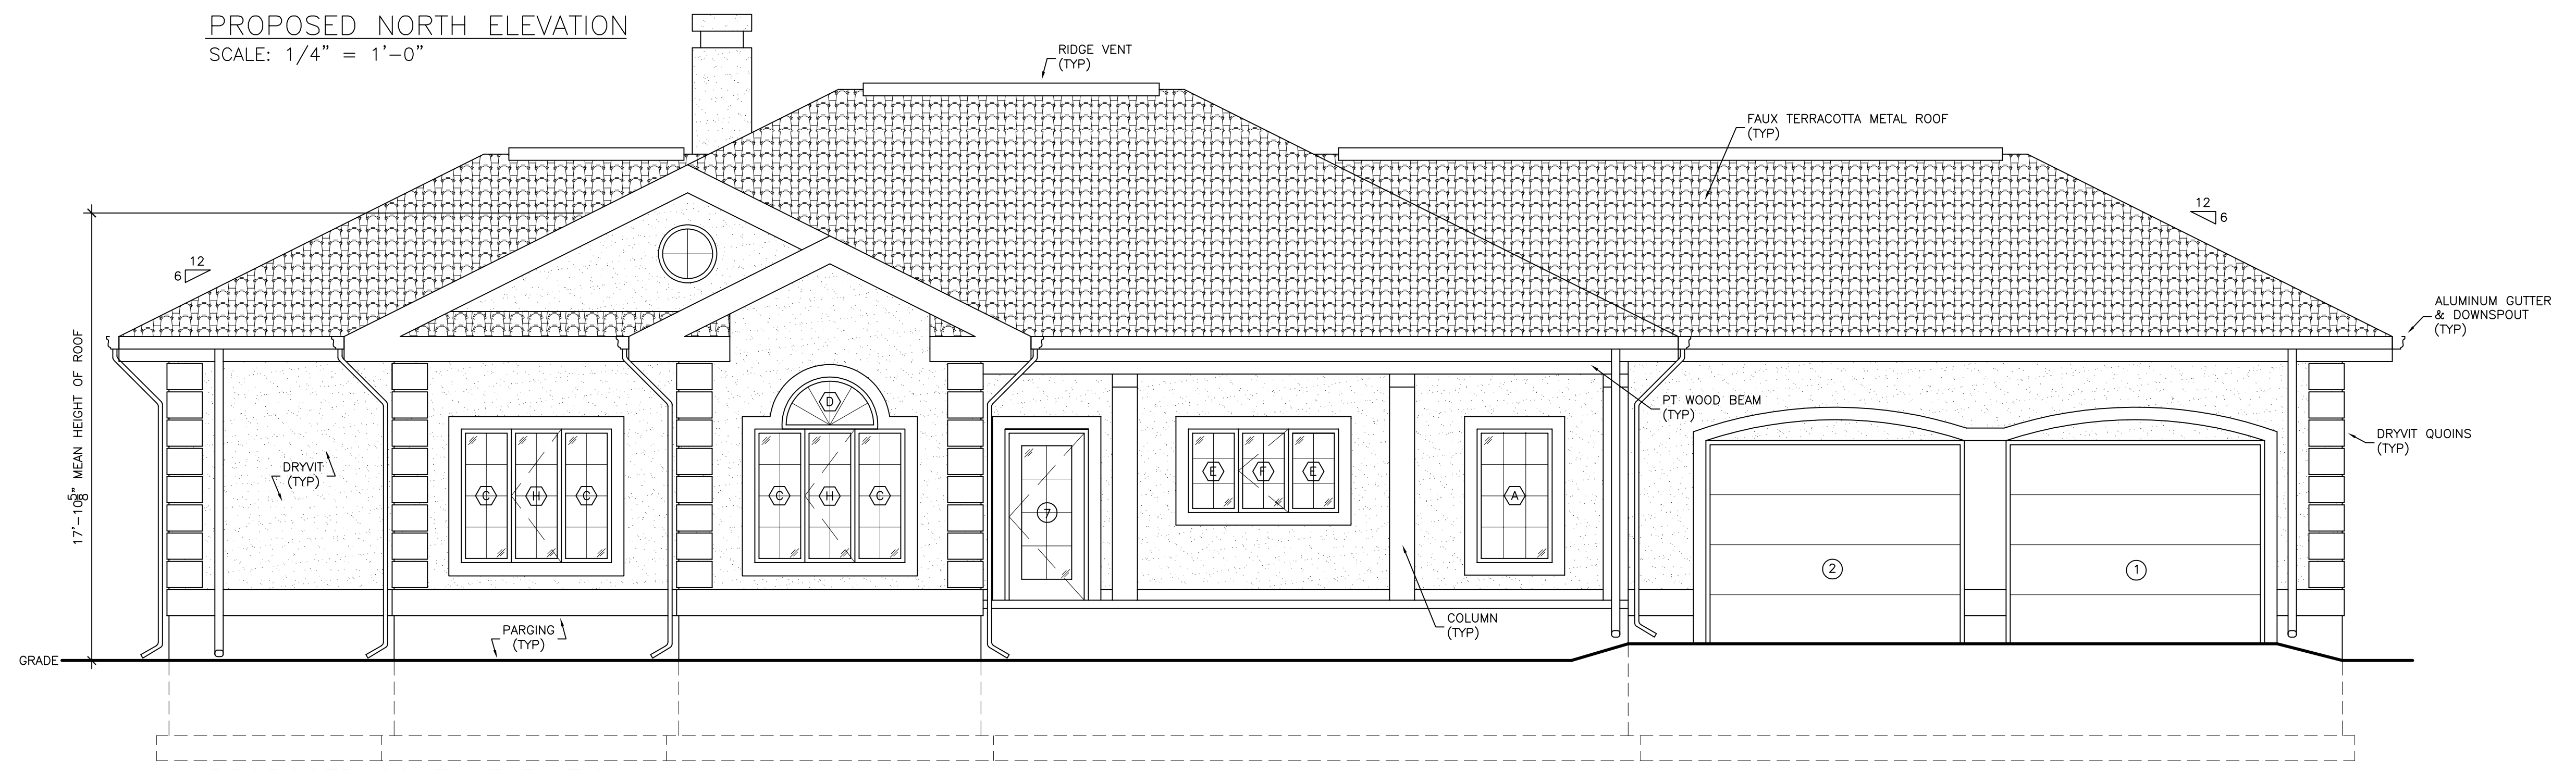 PROPOSED NORTH ELEVATION
SCALE: 1/4" = 1'-0"
RIDGE VENT
(TYP)
FAUX TERRACOTTA METAL ROOF
(TYP)
12
6
12
6
ALUMINUM GUTTER
& DOWNSPOUT
(TYP)
17'-10 5/8" MEAN HEIGHT OF ROOF
PT WOOD BEAM
(TYP)
DRYVIT QUOINS
(TYP)
DRYVIT
(TYP)
D
C
H
C
C
H
C
E
F
E
A
7
2
1
COLUMN
(TYP)
PARGING
(TYP)
GRADE